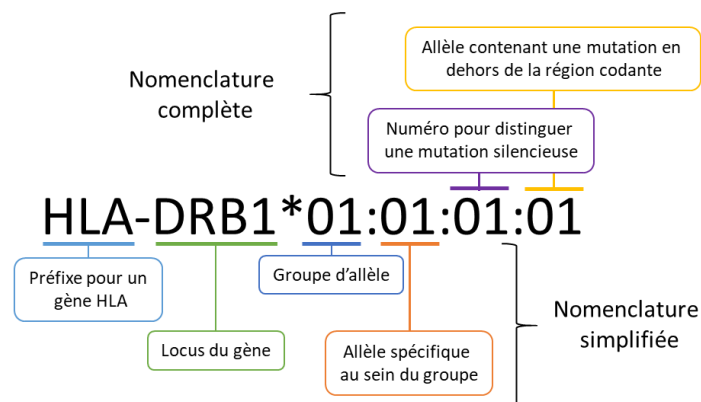 Allèle contenant une mutation en
dehors de la région codante
Nomenclature
complète
Numéro pour distinguer
une mutation silencieuse
HLA-DRB1*01:01:01:01
Préfixe pour un
gène HLA
Groupe d’allèle
Locus du gène
Allèle spécifique
au sein du groupe
Nomenclature
simplifiée